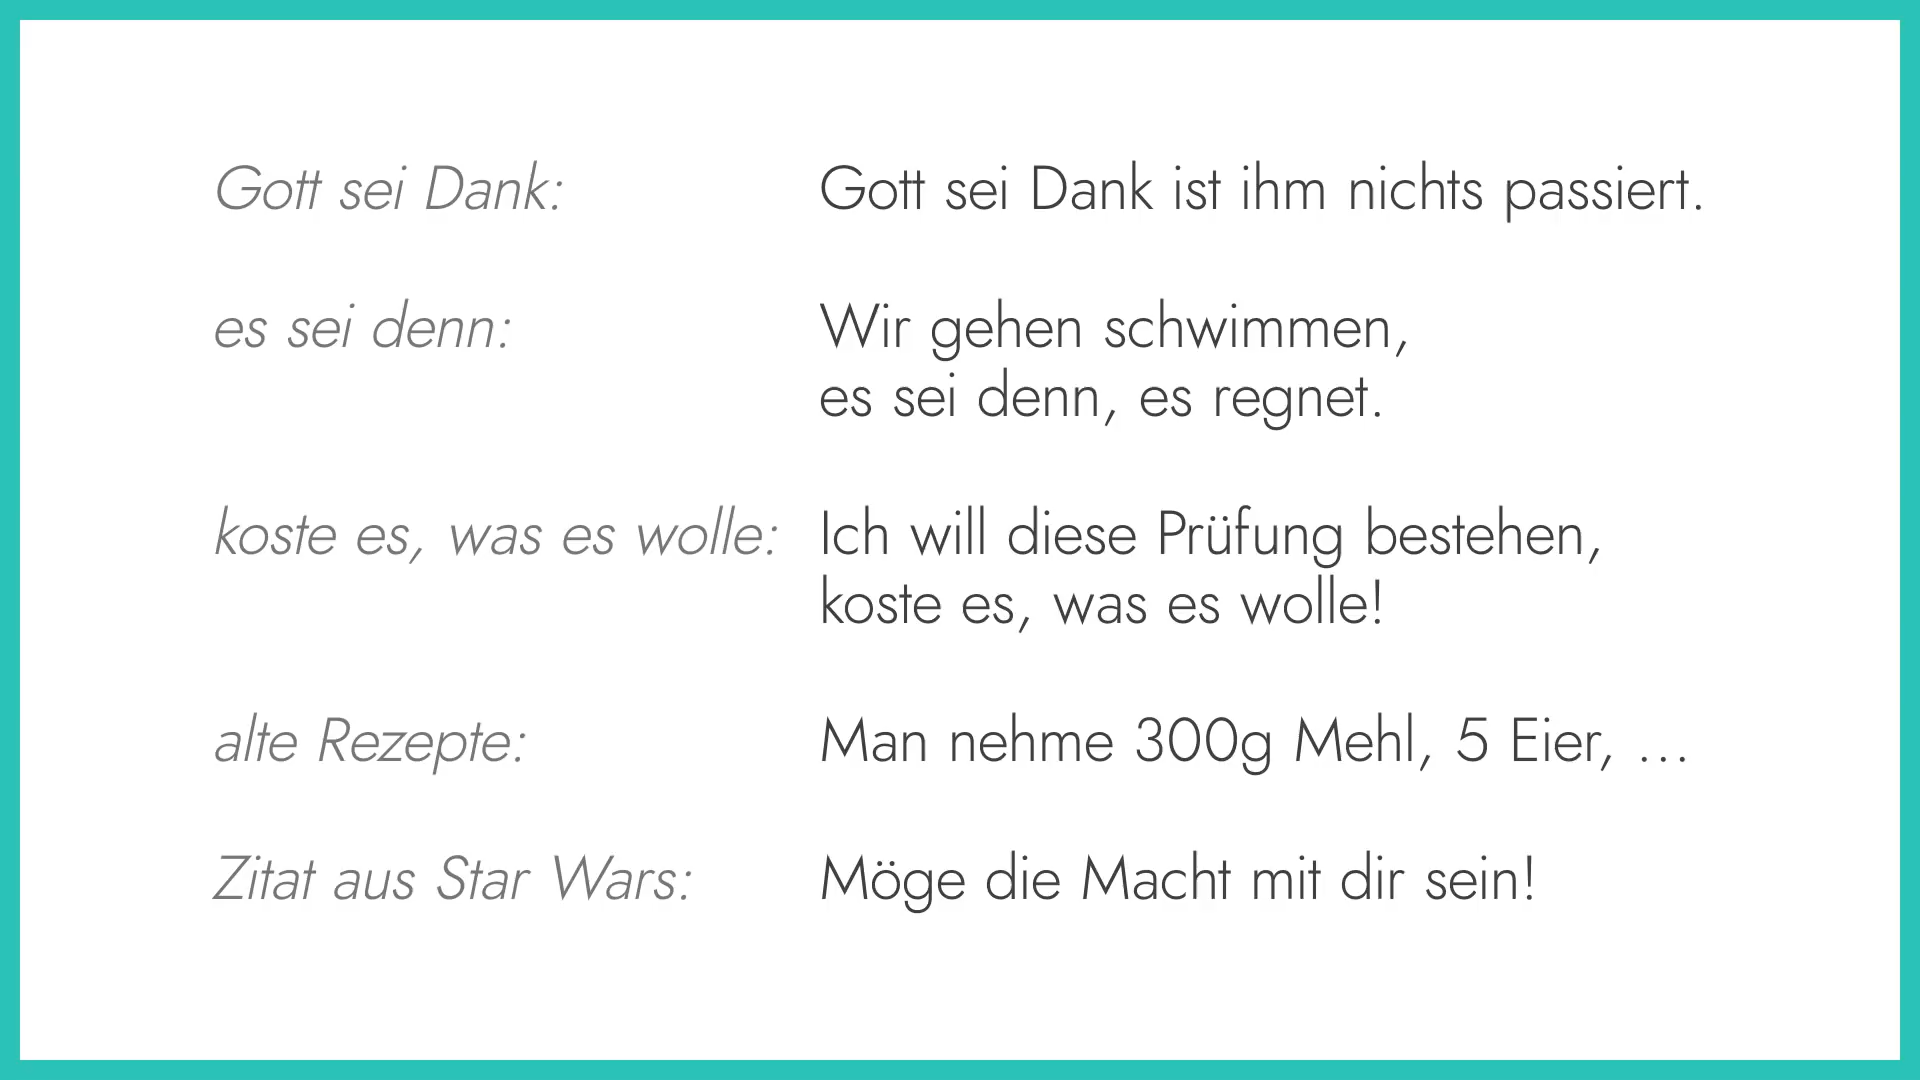 Gott sei Dank: Gott sei Dank ist ihm nichts passiert.
es sei denn: Wir gehen schwimmen,
es sei denn, es regnet.
koste es, was es wolle: Ich will diese Prüfung bestehen,
koste es, was es wolle!
alte Rezepte: Man nehme 300g Mehl, 5 Eier, ...
Zitat aus Star Wars: Möge die Macht mit dir sein!